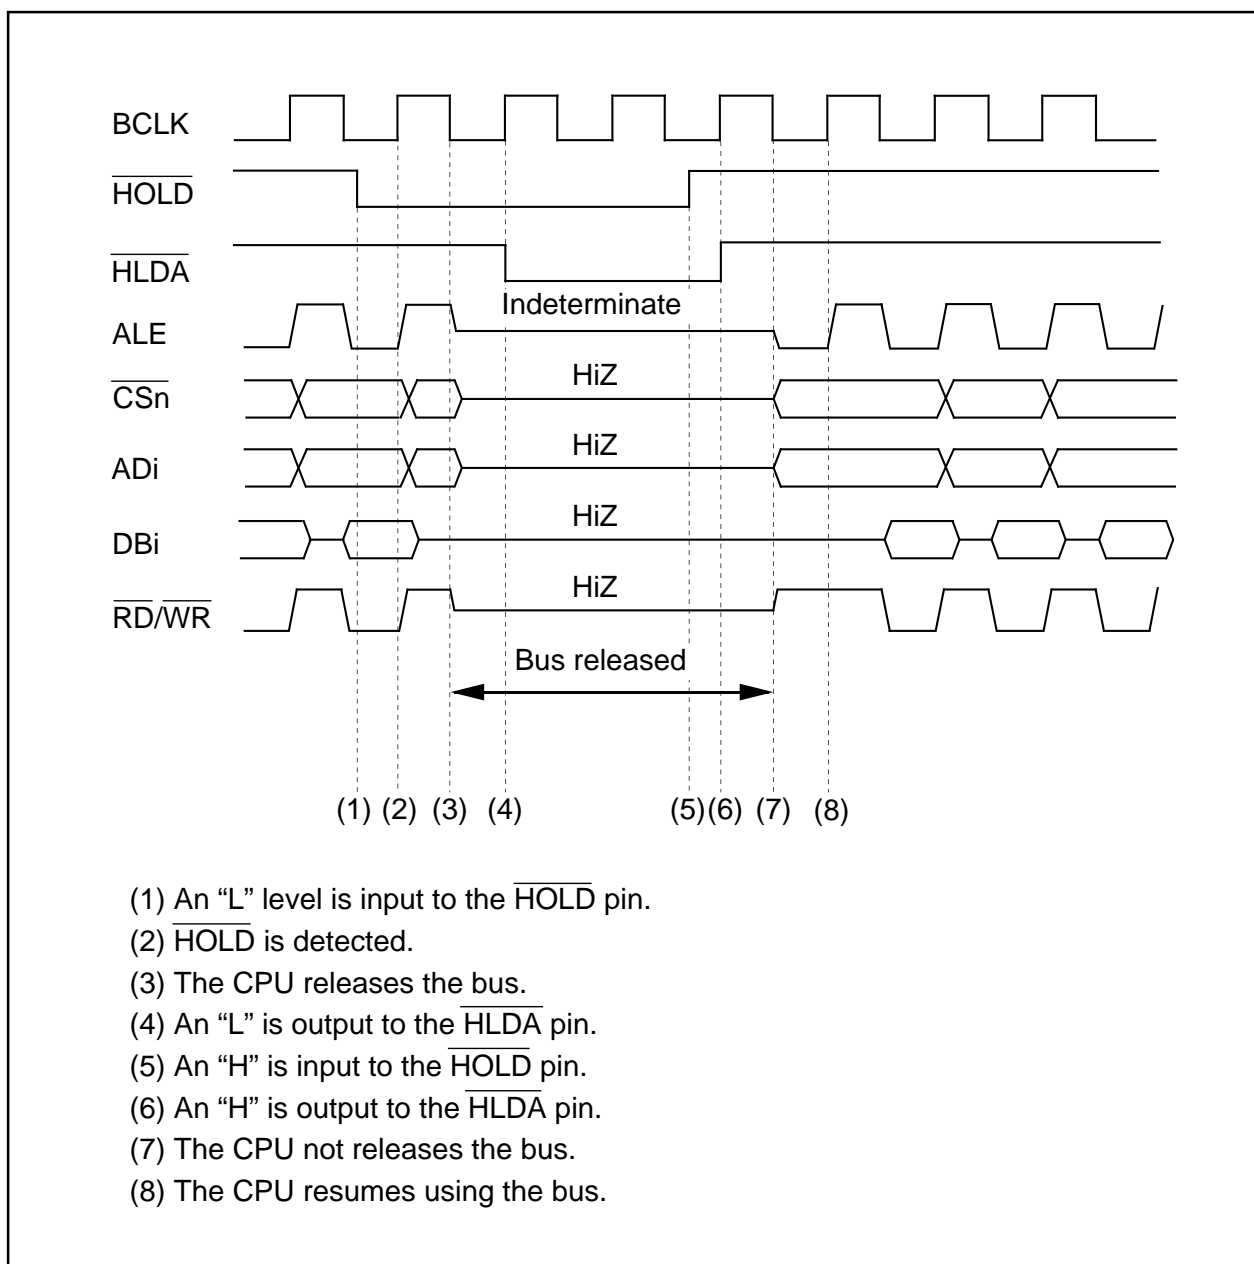 BCLK
HOLD
HLDA
Indeterminate
ALE
HiZ
CSn
HiZ
ADi
HiZ
DBi
HiZ
RD/WR
Bus released
(1) (2) (3) (4) (5)(6) (7) (8)
(1) An “L” level is input to the HOLD pin.
(2) HOLD is detected.
(3) The CPU releases the bus.
(4) An “L” is output to the HLDA pin.
(5) An “H” is input to the HOLD pin.
(6) An “H” is output to the HLDA pin.
(7) The CPU not releases the bus.
(8) The CPU resumes using the bus.